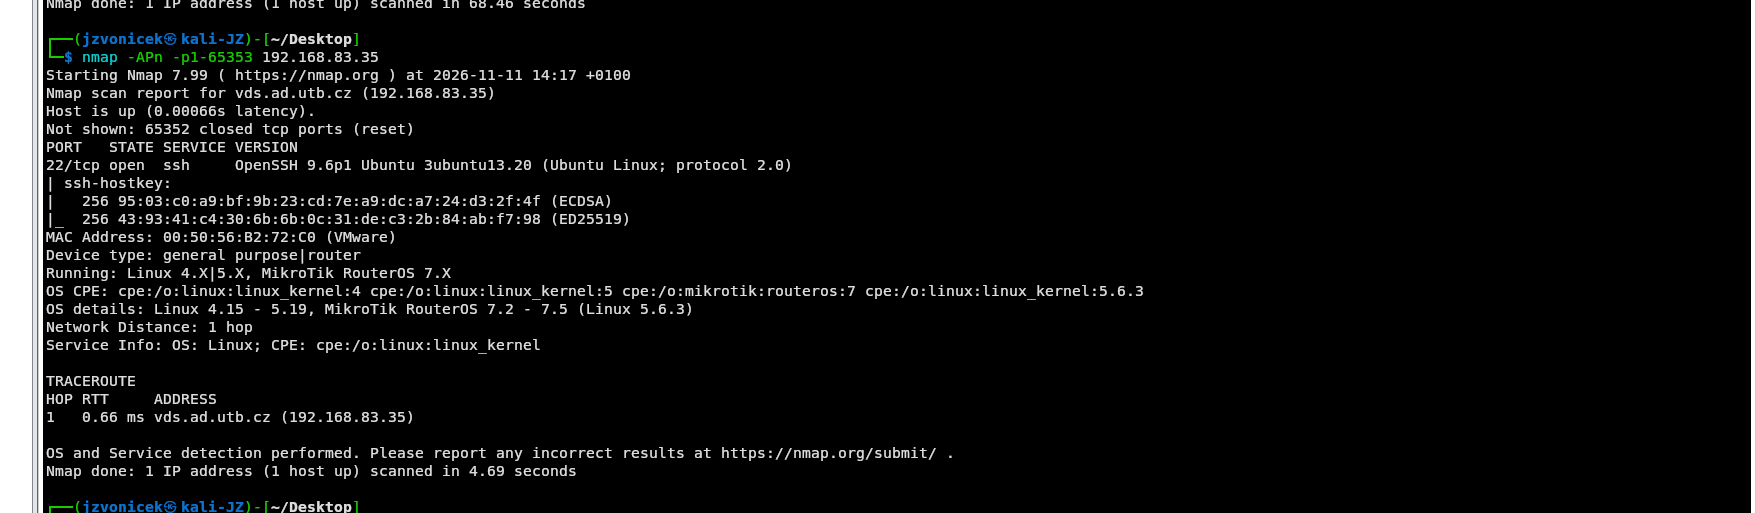 Nmap done: 1 IP address (1 host up) scanned in 68.46 seconds
┌──(jzvonicek㉿kali-JZ)-[~/Desktop]
└─$ nmap -APn -p1-65353 192.168.83.35
Starting Nmap 7.99 ( https://nmap.org ) at 2026-11-11 14:17 +0100
Nmap scan report for vds.ad.utb.cz (192.168.83.35)
Host is up (0.00066s latency).
Not shown: 65352 closed tcp ports (reset)
PORT   STATE SERVICE VERSION
22/tcp open  ssh     OpenSSH 9.6p1 Ubuntu 3ubuntu13.20 (Ubuntu Linux; protocol 2.0)
| ssh-hostkey:
|   256 95:03:c0:a9:bf:9b:23:cd:7e:a9:dc:a7:24:d3:2f:4f (ECDSA)
|_  256 43:93:41:c4:30:6b:6b:0c:31:de:c3:2b:84:ab:f7:98 (ED25519)
MAC Address: 00:50:56:B2:72:C0 (VMware)
Device type: general purpose|router
Running: Linux 4.X|5.X, MikroTik RouterOS 7.X
OS CPE: cpe:/o:linux:linux_kernel:4 cpe:/o:linux:linux_kernel:5 cpe:/o:mikrotik:routeros:7 cpe:/o:linux:linux_kernel:5.6.3
OS details: Linux 4.15 - 5.19, MikroTik RouterOS 7.2 - 7.5 (Linux 5.6.3)
Network Distance: 1 hop
Service Info: OS: Linux; CPE: cpe:/o:linux:linux_kernel
TRACEROUTE
HOP RTT     ADDRESS
1   0.66 ms vds.ad.utb.cz (192.168.83.35)
OS and Service detection performed. Please report any incorrect results at https://nmap.org/submit/ .
Nmap done: 1 IP address (1 host up) scanned in 4.69 seconds
┌──(jzvonicek㉿kali-JZ)-[~/Desktop]